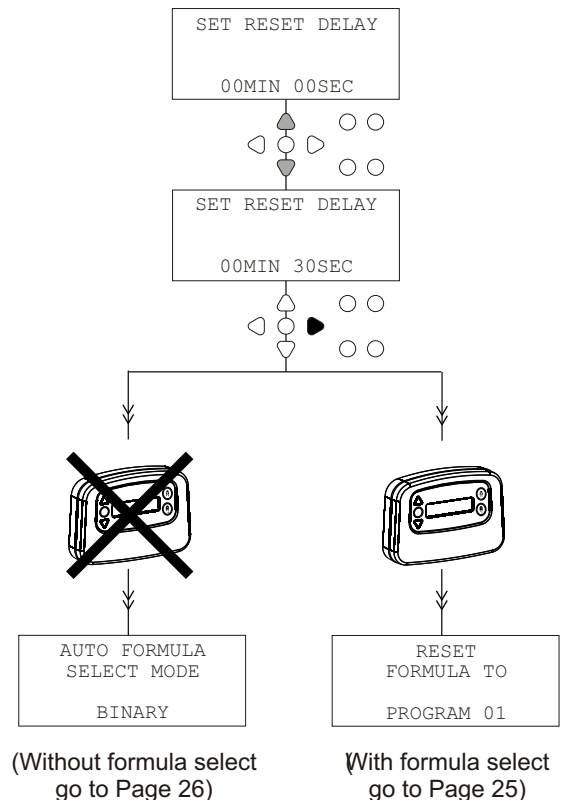 SET RESET DELAY
00MIN 00SEC
SET RESET DELAY
00MIN 30SEC
AUTO FORMULA
SELECT MODE
BINARY
RESET
FORMULA TO
PROGRAM 01
(Without formula select
go to Page 26)
(With formula select
go to Page 25)